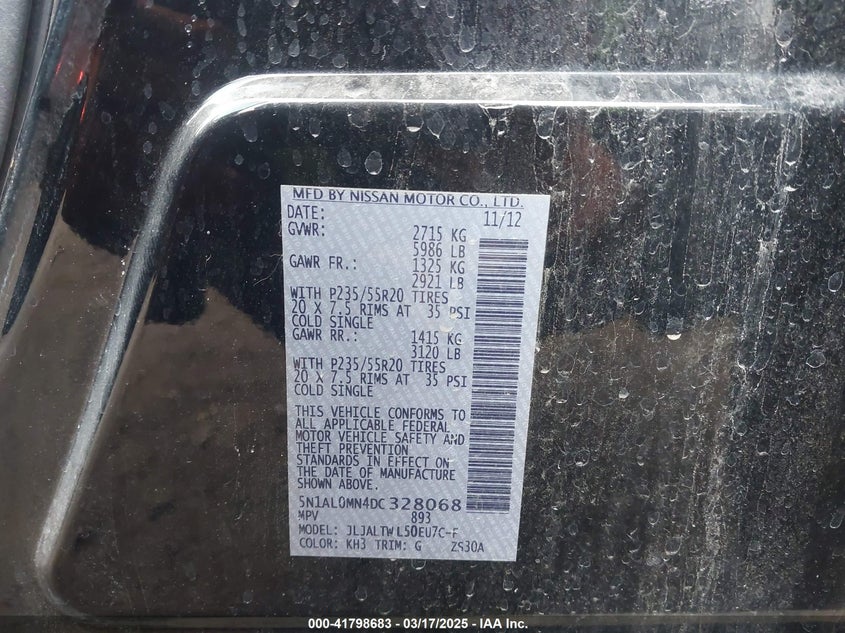 MFD BY NISSAN MOTOR CO., LTD.
DATE: 11/12
GVWR: 2715 KG
5986 LB
GAWR FR.: 1325 KG
2921 LB
WITH P235/55R20 TIRES
20 X 7.5 RIMS AT 35 PSI
COLD SINGLE
GAWR RR.: 1415 KG
3120 LB
WITH P235/55R20 TIRES
20 X 7.5 RIMS AT 35 PSI
COLD SINGLE
THIS VEHICLE CONFORMS TO
ALL APPLICABLE FEDERAL
MOTOR VEHICLE SAFETY AND
THEFT PREVENTION
STANDARDS IN EFFECT ON
THE DATE OF MANUFACTURE
SHOWN ABOVE.
5N1AL0MN4DC328068
MPV 893
MODEL: JLJALTWL50EU7C-F
COLOR: KH3 TRIM: G ZS30A
000-41798683 - 03/17/2025 - IAA Inc.